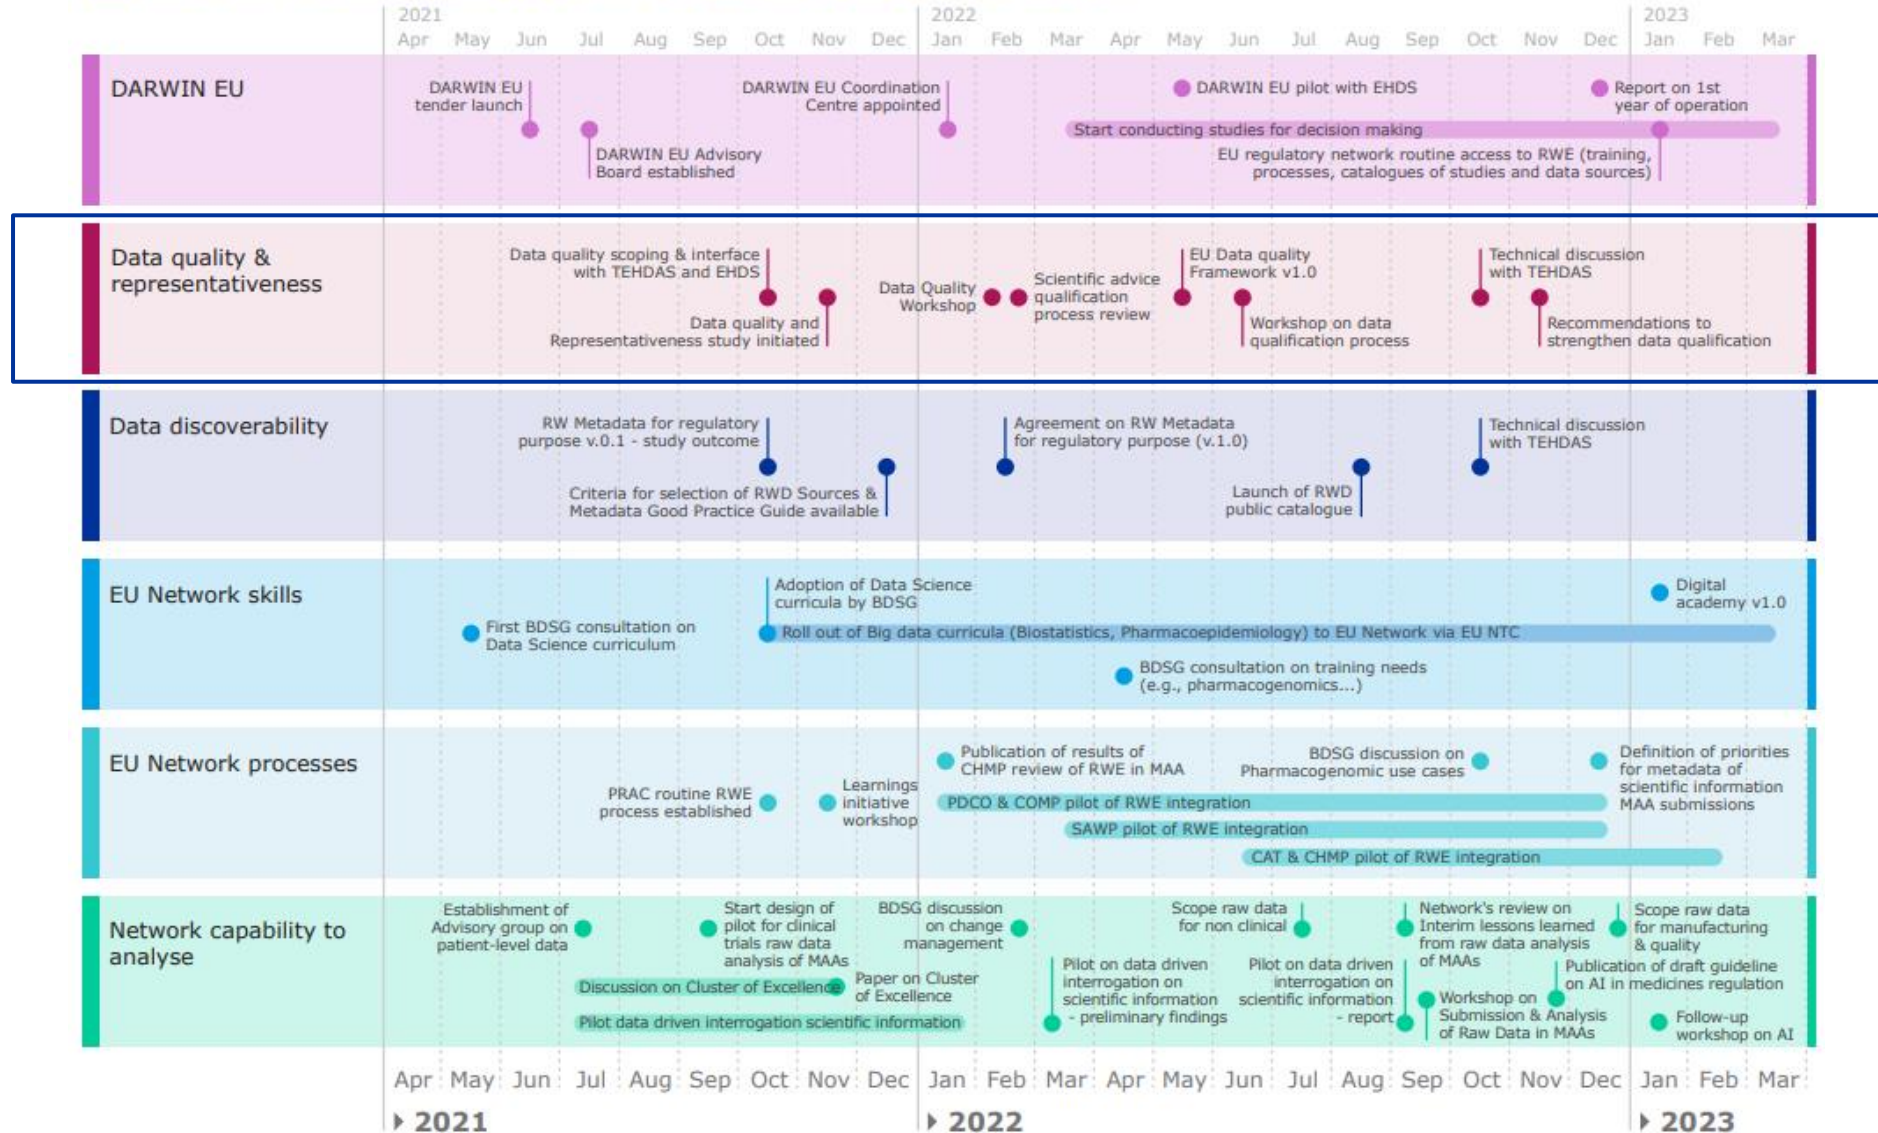 2021 2022 2023
Apr May Jun Jul Aug Sep Oct Nov Dec Jan Feb Mar Apr May Jun Jul Aug Sep Oct Nov Dec Jan Feb Mar
DARWIN EU
DARWIN EU
tender launch
DARWIN EU Advisory
Board established
DARWIN EU Coordination
Centre appointed
DARWIN EU pilot with EHDS
Report on 1st
year of operation
Start conducting studies for decision making
EU regulatory network routine access to RWE (training,
processes, catalogues of studies and data sources)
Data quality &
representativeness
Data quality scoping & interface
with TEHDAS and EHDS
Data quality and
Representativeness study initiated
Data Quality
Workshop
Scientific advice
qualification
process review
EU Data quality
Framework v1.0
Workshop on data
qualification process
Technical discussion
with TEHDAS
Recommendations to
strengthen data qualification
Data discoverability
RW Metadata for regulatory
purpose v.0.1 - study outcome
Criteria for selection of RWD Sources &
Metadata Good Practice Guide available
Agreement on RW Metadata
for regulatory purpose (v.1.0)
Launch of RWD
public catalogue
Technical discussion
with TEHDAS
EU Network skills
First BDSG consultation on
Data Science curriculum
Adoption of Data Science
curricula by BDSG
Roll out of Big data curricula (Biostatistics, Pharmacoepidemiology) to EU Network via EU NTC
BDSG consultation on training needs
(e.g., pharmacogenomics...)
Digital
academy v1.0
EU Network processes
PRAC routine RWE
process established
Learnings
initiative
workshop
Publication of results of
CHMP review of RWE in MAA
BDSG discussion on
Pharmacogenomic use cases
Definition of priorities
for metadata of
scientific information
MAA submissions
PDCO & COMP pilot of RWE integration
SAWP pilot of RWE integration
CAT & CHMP pilot of RWE integration
Network capability to
analyse
Establishment of
Advisory group on
patient-level data
Start design of
pilot for clinical
trials raw data
analysis of MAAs
BDSG discussion
on change
management
Scope raw data
for non clinical
Network's review on
Interim lessons learned
from raw data analysis
of MAAs
Scope raw data
for manufacturing
& quality
Discussion on Cluster of Excellence
Paper on Cluster
of Excellence
Pilot data driven interrogation scientific information
Pilot on data driven
interrogation on
scientific information
- preliminary findings
Pilot on data driven
interrogation on
scientific information
- report
Workshop on
Submission & Analysis
of Raw Data in MAAs
Publication of draft guideline
on AI in medicines regulation
Follow-up
workshop on AI
Apr May Jun Jul Aug Sep Oct Nov Dec Jan Feb Mar Apr May Jun Jul Aug Sep Oct Nov Dec Jan Feb Mar
2021 2022 2023